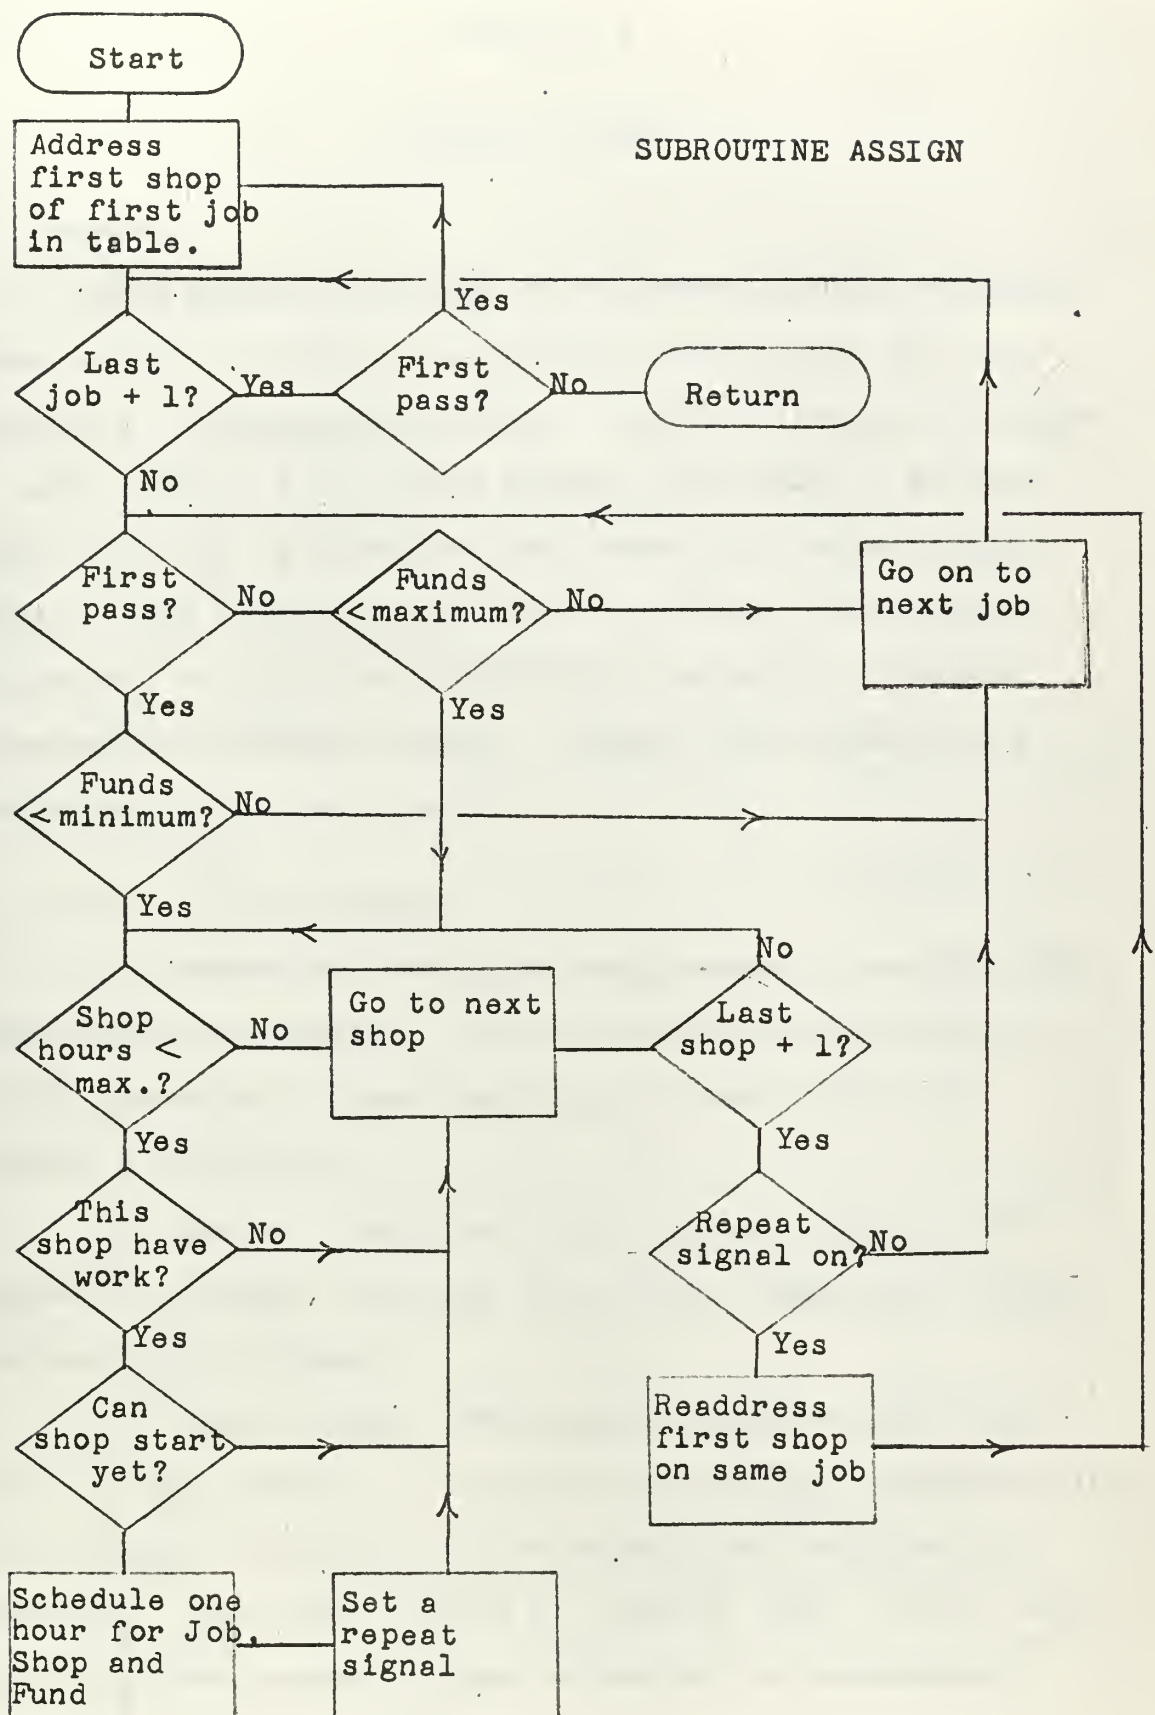 Start
Address
first shop
of first job
in table.
SUBROUTINE ASSIGN
Yes
Last
job + 1?
Yes
First
pass?
No
Return
No
First
pass?
No
Funds
< maximum?
No
Go on to
next job
Yes
Yes
Funds
< minimum?
No
Yes
No
Shop
hours <
max.?
No
Go to next
shop
Last
shop + 1?
Yes
Yes
This
shop have
work?
No
Repeat
signal on?
No
Yes
Yes
Can
shop start
yet?
Readdress
first shop
on same job
Schedule one
hour for Job,
Shop and
Fund
Set a
repeat
signal